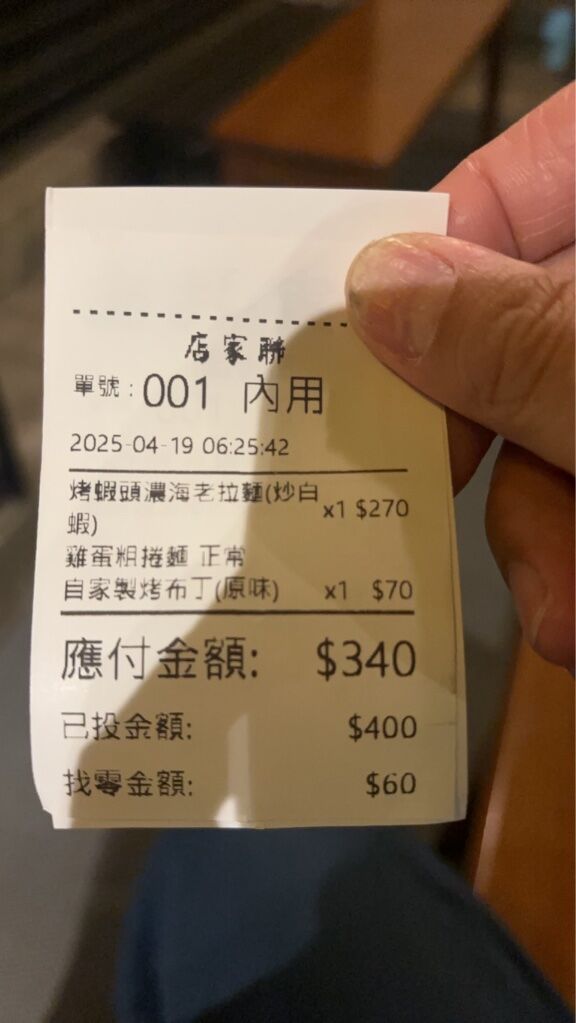 店家聯
單號:001 內用
2025-04-19 06:25:42
烤蝦頭濃海老拉麵(炒白
蝦) x1 $270
雞蛋粗捲麵 正常
自家製烤布丁(原味) x1 $70
應付金額: $340
已投金額: $400
找零金額: $60